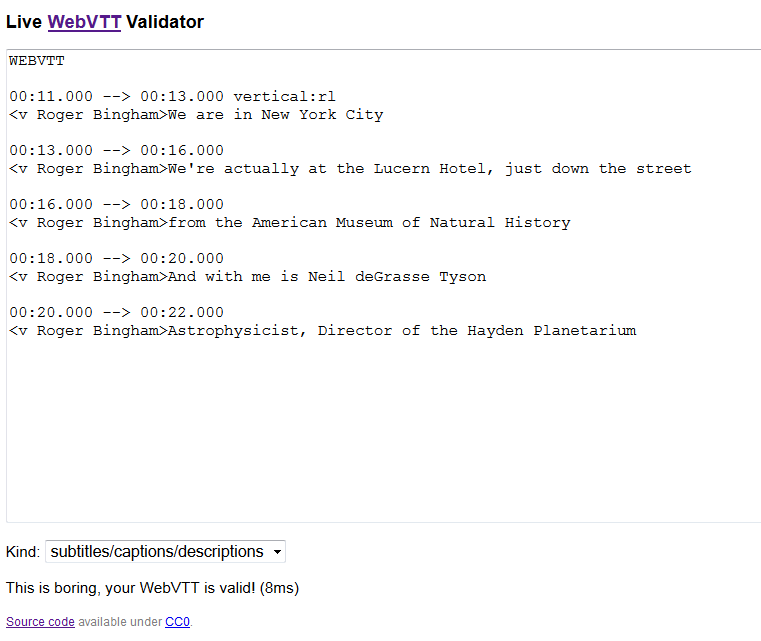 Live WebVTT Validator
WEBVTT
00:11.000 --> 00:13.000 vertical:rl
<v Roger Bingham>We are in New York City
00:13.000 --> 00:16.000
<v Roger Bingham>We're actually at the Lucern Hotel, just down the street
00:16.000 --> 00:18.000
<v Roger Bingham>from the American Museum of Natural History
00:18.000 --> 00:20.000
<v Roger Bingham>And with me is Neil deGrasse Tyson
00:20.000 --> 00:22.000
<v Roger Bingham>Astrophysicist, Director of the Hayden Planetarium
Kind: subtitles/captions/descriptions
This is boring, your WebVTT is valid! (8ms)
Source code available under CC0.